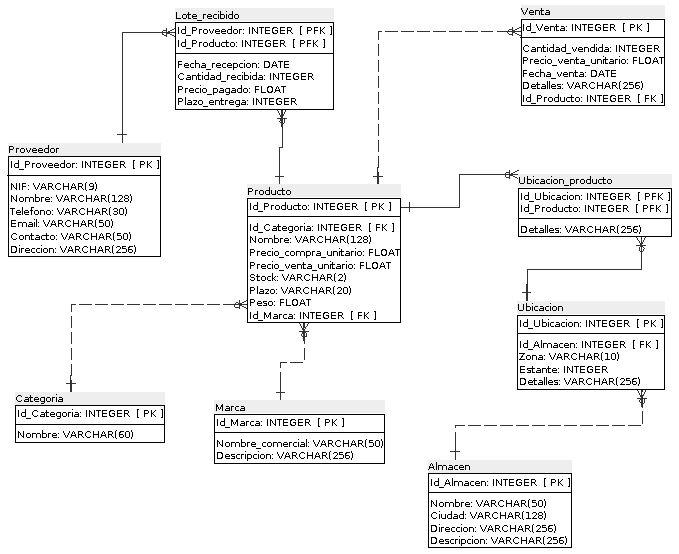 Lote_recibido
Id_Proveedor: INTEGER [ PFK ]
Id_Producto: INTEGER [ PFK ]
Fecha_recepcion: DATE
Cantidad_recibida: INTEGER
Precio_pagado: FLOAT
Plazo_entrega: INTEGER
Venta
Id_Venta: INTEGER [ PK ]
Cantidad_vendida: INTEGER
Precio_venta_unitario: FLOAT
Fecha_venta: DATE
Detalles: VARCHAR(256)
Id_Producto: INTEGER [ FK ]
Proveedor
Id_Proveedor: INTEGER [ PK ]
NIF: VARCHAR(9)
Nombre: VARCHAR(128)
Telefono: VARCHAR(30)
Email: VARCHAR(50)
Contacto: VARCHAR(50)
Direccion: VARCHAR(256)
Producto
Id_Producto: INTEGER [ PK ]
Id_Categoria: INTEGER [ FK ]
Nombre: VARCHAR(128)
Precio_compra_unitario: FLOAT
Precio_venta_unitario: FLOAT
Stock: VARCHAR(2)
Plazo: VARCHAR(20)
Peso: FLOAT
Id_Marca: INTEGER [ FK ]
Ubicacion_producto
Id_Ubicacion: INTEGER [ PFK ]
Id_Producto: INTEGER [ PFK ]
Detalles: VARCHAR(256)
Ubicacion
Id_Ubicacion: INTEGER [ PK ]
Id_Almacen: INTEGER [ FK ]
Zona: VARCHAR(10)
Estante: INTEGER
Detalles: VARCHAR(256)
Categoria
Id_Categoria: INTEGER [ PK ]
Nombre: VARCHAR(60)
Marca
Id_Marca: INTEGER [ PK ]
Nombre_comercial: VARCHAR(50)
Descripcion: VARCHAR(256)
Almacen
Id_Almacen: INTEGER [ PK ]
Nombre: VARCHAR(50)
Ciudad: VARCHAR(128)
Direccion: VARCHAR(256)
Descripcion: VARCHAR(256)